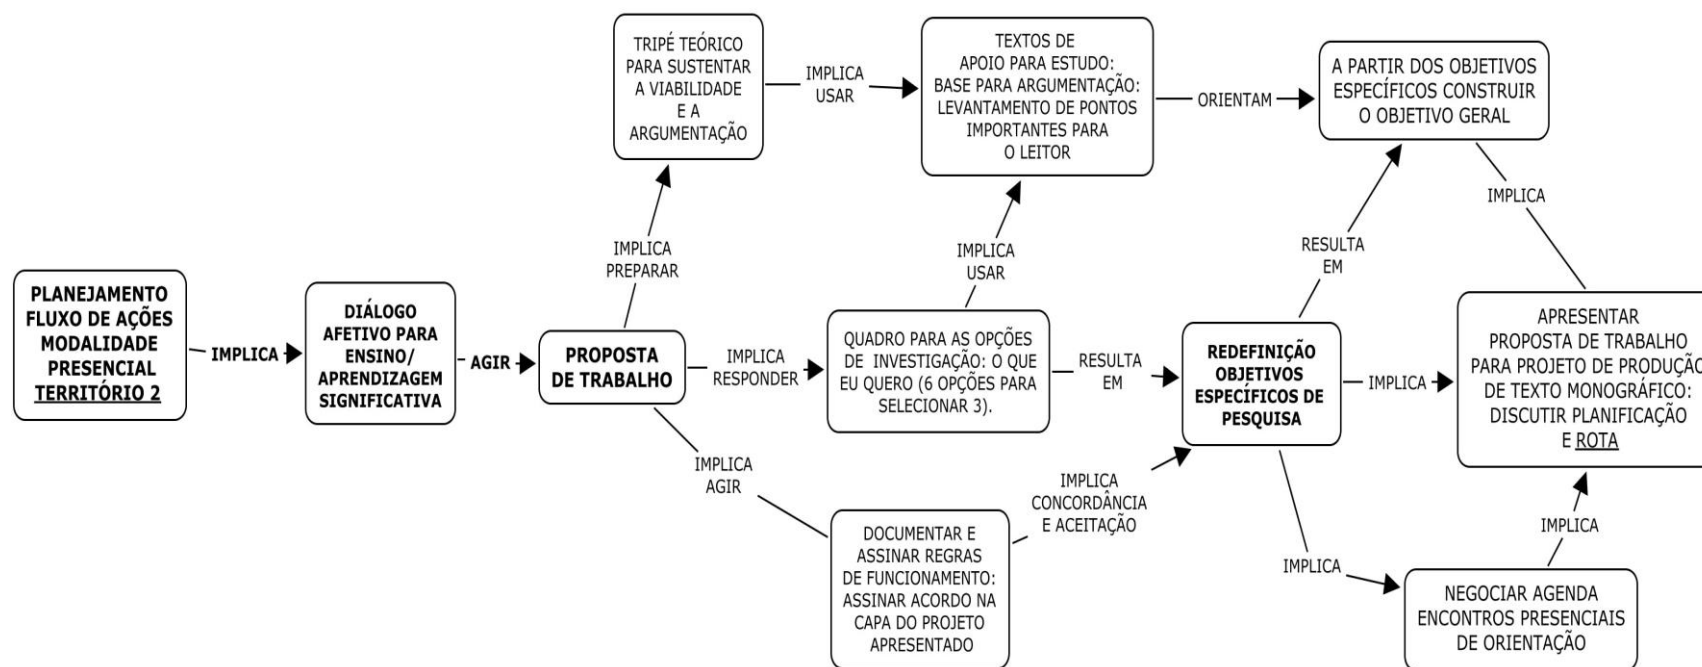 PLANEJAMENTO
FLUXO DE AÇÕES
MODALIDADE
PRESENCIAL
TERRITÓRIO 2
IMPLICA
DIÁLOGO
AFETIVO PARA
ENSINO/
APRENDIZAGEM
SIGNIFICATIVA
AGIR
PROPOSTA
DE TRABALHO
IMPLICA
PREPARAR
TRIPÉ TEÓRICO
PARA SUSTENTAR
A VIABILIDADE
E A
ARGUMENTAÇÃO
IMPLICA
USAR
TEXTOS DE
APOIO PARA ESTUDO:
BASE PARA ARGUMENTAÇÃO:
LEVANTAMENTO DE PONTOS
IMPORTANTES PARA
O LEITOR
ORIENTAM
A PARTIR DOS OBJETIVOS
ESPECÍFICOS CONSTRUIR
O OBJETIVO GERAL
IMPLICA
IMPLICA
RESPONDER
QUADRO PARA AS OPÇÕES
DE INVESTIGAÇÃO: O QUE
EU QUERO (6 OPÇÕES PARA
SELECIONAR 3).
IMPLICA
USAR
RESULTA
EM
REDEFINIÇÃO
OBJETIVOS
ESPECÍFICOS DE
PESQUISA
RESULTA
EM
IMPLICA
APRESENTAR
PROPOSTA DE TRABALHO
PARA PROJETO DE PRODUÇÃO
DE TEXTO MONOGRÁFICO:
DISCUTIR PLANIFICAÇÃO
E ROTA
IMPLICA
AGIR
DOCUMENTAR E
ASSINAR REGRAS
DE FUNCIONAMENTO:
ASSINAR ACORDO NA
CAPA DO PROJETO
APRESENTADO
IMPLICA
CONCORDÂNCIA
E ACEITAÇÃO
IMPLICA
NEGOCIAR AGENDA
ENCONTROS PRESENCIAIS
DE ORIENTAÇÃO
IMPLICA